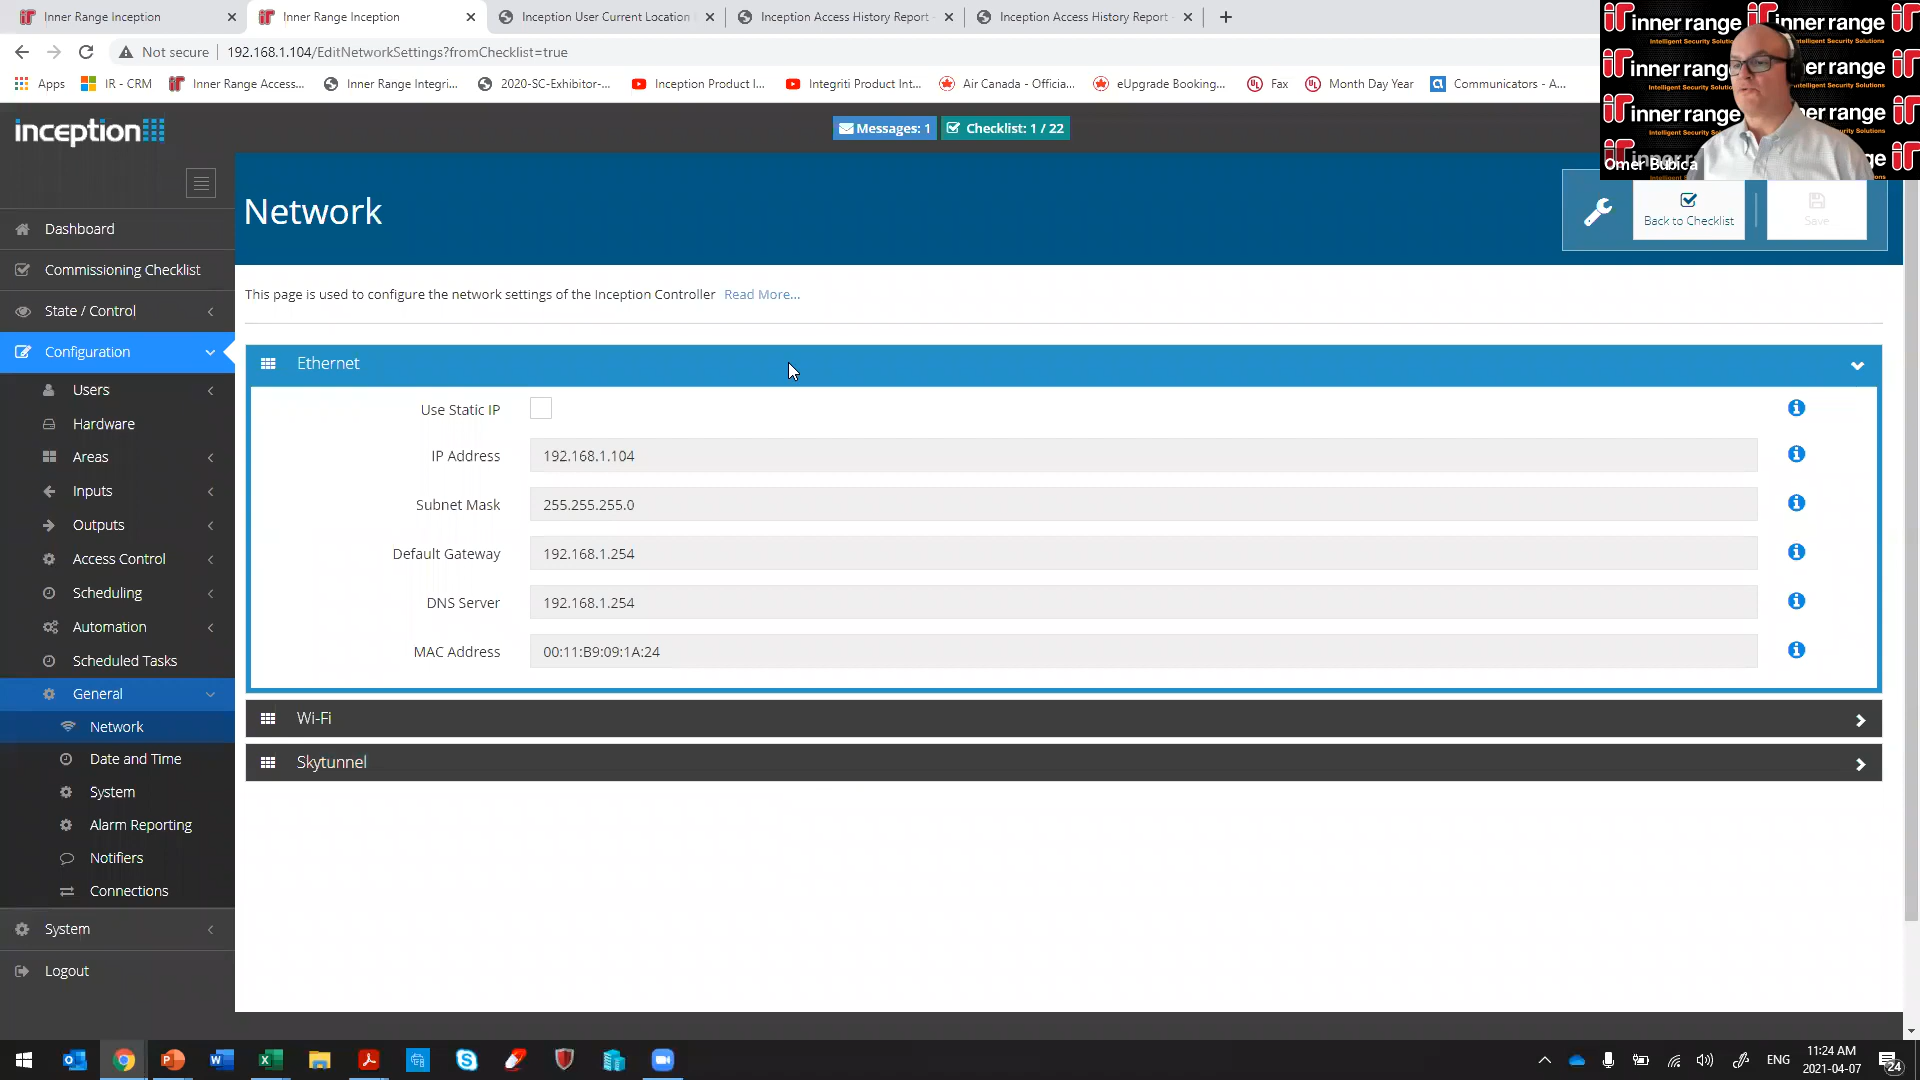 Inner Range Inception
Inner Range Inception
Inception User Current Location
Inception Access History Report -
Inception Access History Report -
Not secure | 192.168.1.104/EditNetworkSettings?fromChecklist=true
Apps
IR - CRM
Inner Range Access...
Inner Range Integri...
2020-SC-Exhibitor-...
Inception Product I...
Integriti Product Int...
Air Canada - Officia...
eUpgrade Booking...
Fax
Month Day Year
Communicators - A...
inner range
Intelligent Security Solutions
Omer Bubica
inception
Messages: 1
Checklist: 1 / 22
Network
Back to Checklist
Save
Dashboard
Commissioning Checklist
State / Control
Configuration
Users
Hardware
Areas
Inputs
Outputs
Access Control
Scheduling
Automation
Scheduled Tasks
General
Network
Date and Time
System
Alarm Reporting
Notifiers
Connections
System
Logout
This page is used to configure the network settings of the Inception Controller Read More...
Ethernet
Use Static IP
IP Address 192.168.1.104
Subnet Mask 255.255.255.0
Default Gateway 192.168.1.254
DNS Server 192.168.1.254
MAC Address 00:11:B9:09:1A:24
Wi-Fi
Skytunnel
ENG
11:24 AM
2021-04-07
24